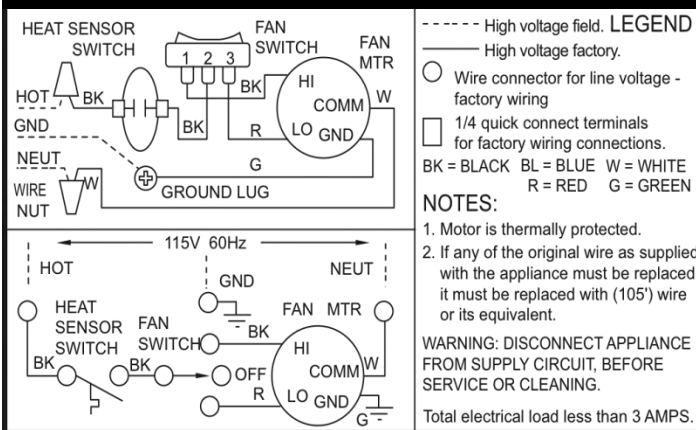 HEAT SENSOR
SWITCH
FAN
SWITCH
1 2 3
FAN
MTR
HI
BK
COMM
W
HOT
BK
BK
R
LO GND
GND
G
NEUT
GROUND LUG
WIRE
NUT
W
115V 60Hz
HOT
GND
NEUT
HEAT
SENSOR
SWITCH
FAN
SWITCH
FAN MTR
BK
HI
BK
BK
OFF
COMM
W
R
LO GND
G
LEGEND
High voltage field.
High voltage factory.
Wire connector for line voltage -
factory wiring
1/4 quick connect terminals
for factory wiring connections.
BK = BLACK BL = BLUE W = WHITE
R = RED G = GREEN
NOTES:
1. Motor is thermally protected.
2. If any of the original wire as supplied
with the appliance must be replaced
it must be replaced with (105') wire
or its equivalent.
WARNING: DISCONNECT APPLIANCE
FROM SUPPLY CIRCUIT, BEFORE
SERVICE OR CLEANING.
Total electrical load less than 3 AMPS.